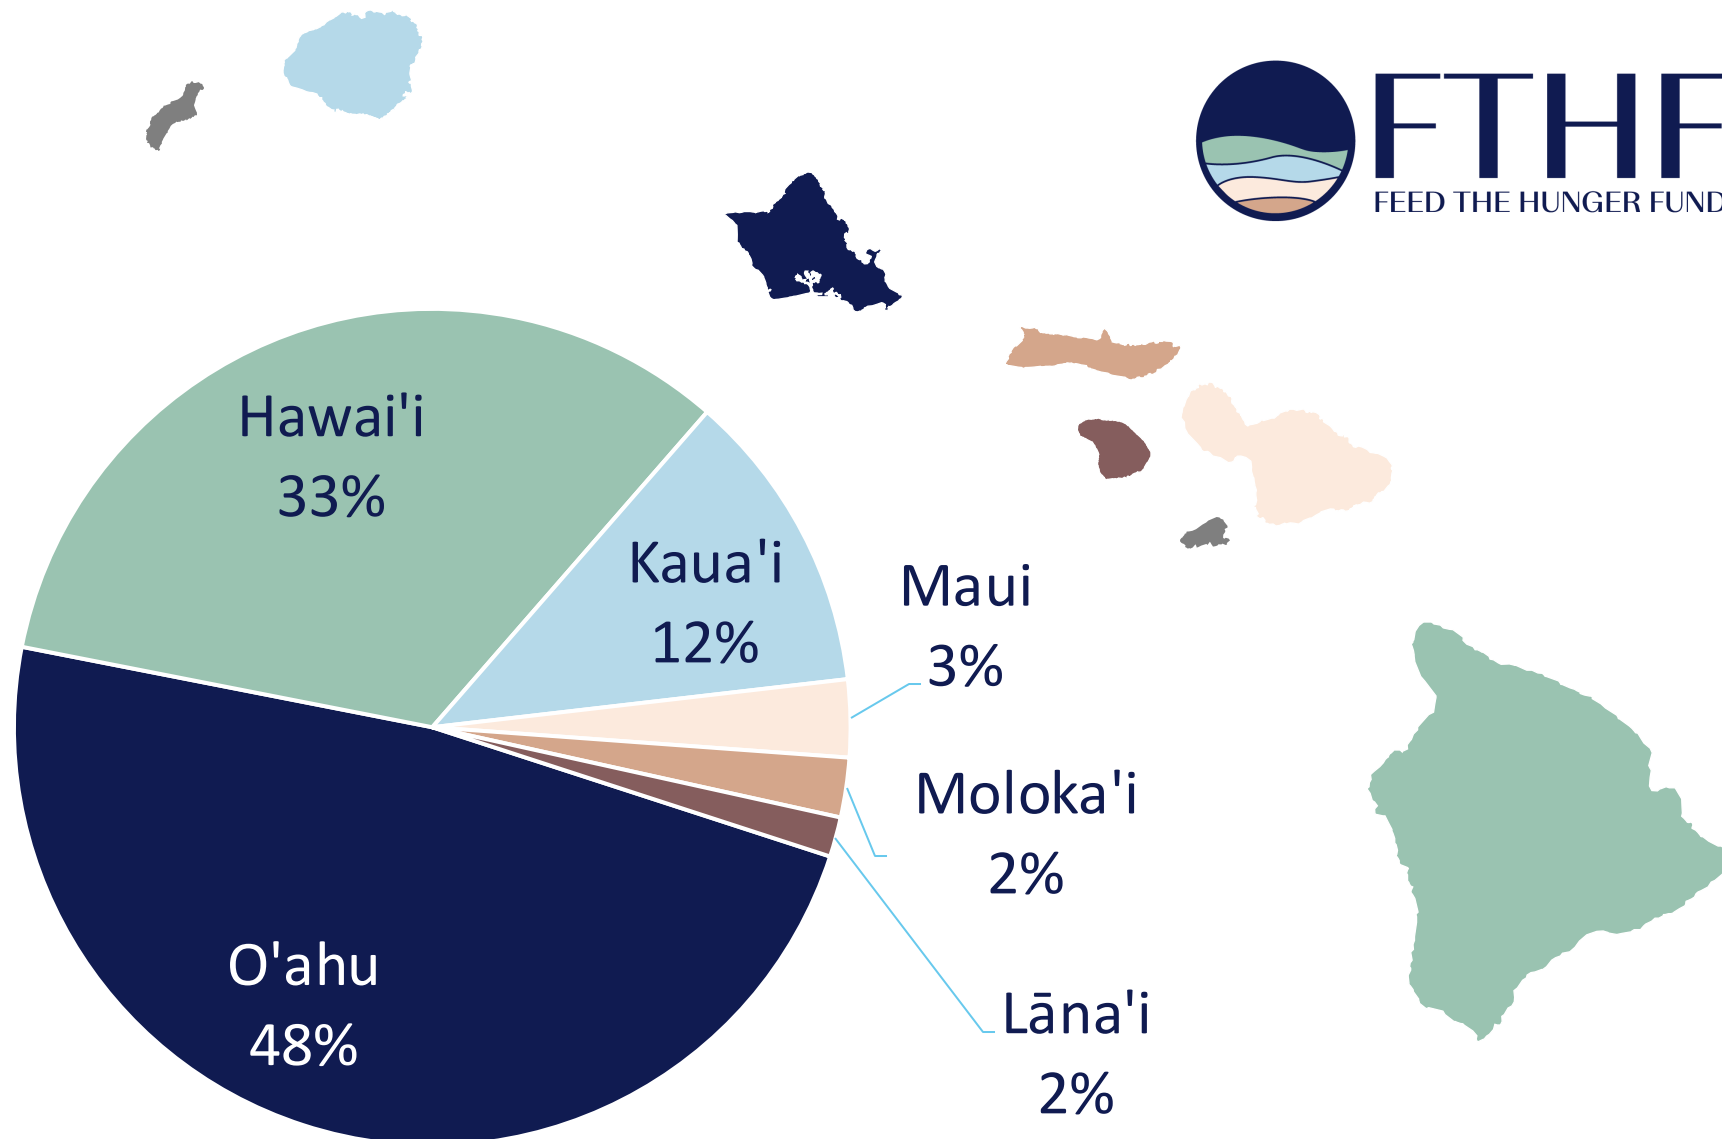 FTHF
FEED THE HUNGER FUND
Hawai'i
33%
Kaua'i
12%
Maui
3%
Moloka'i
2%
O'ahu
48%
Lāna'i
2%